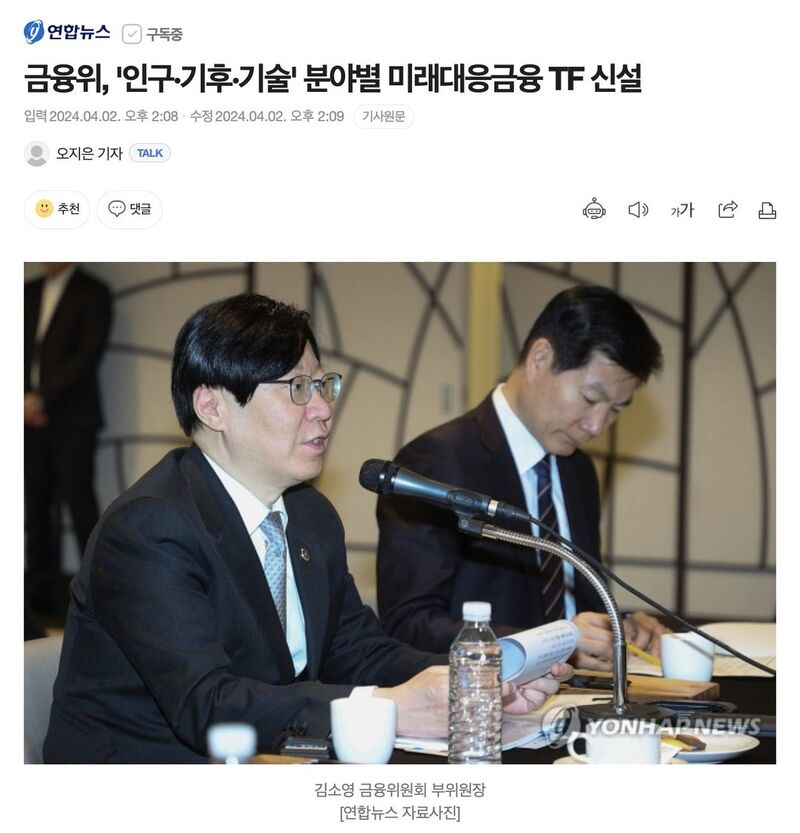 연합뉴스 구독중
금융위, '인구·기후·기술' 분야별 미래대응금융 TF 신설
입력 2024.04.02. 오후 2:08 · 수정 2024.04.02. 오후 2:09 기사원문
오지은 기자 TALK
추천 댓글 가가
YONHAP NEWS
김소영 금융위원회 부위원장
[연합뉴스 자료사진]